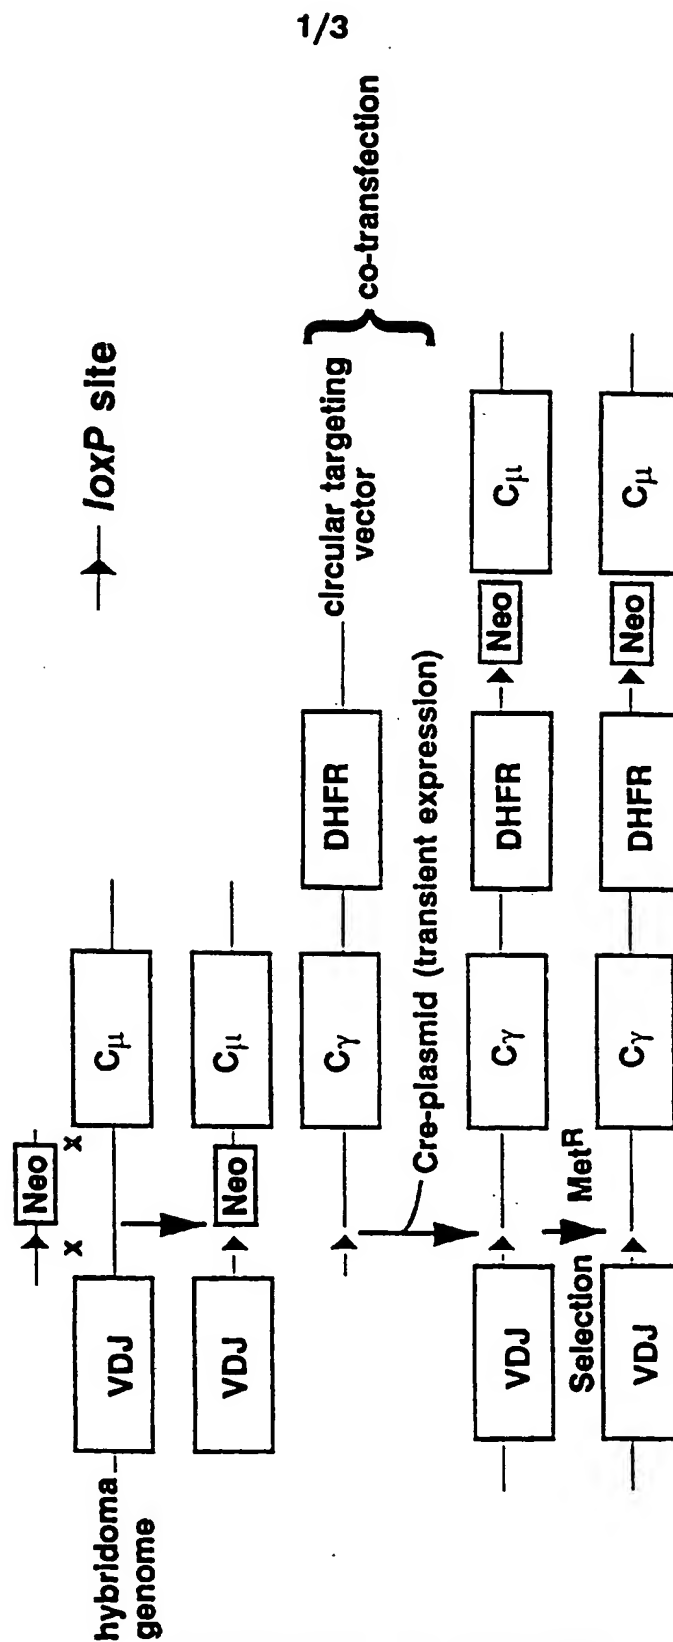 1/3
loxP site
Neo
x x
hybridoma
genome
VDJ
Cμ
VDJ
Neo
Cμ
Cγ
DHFR
circular targeting
vector
co-transfection
Cre-plasmid (transient expression)
VDJ
Cγ
DHFR
Neo
Cμ
Selection MetR
VDJ
Cγ
DHFR
Neo
Cμ